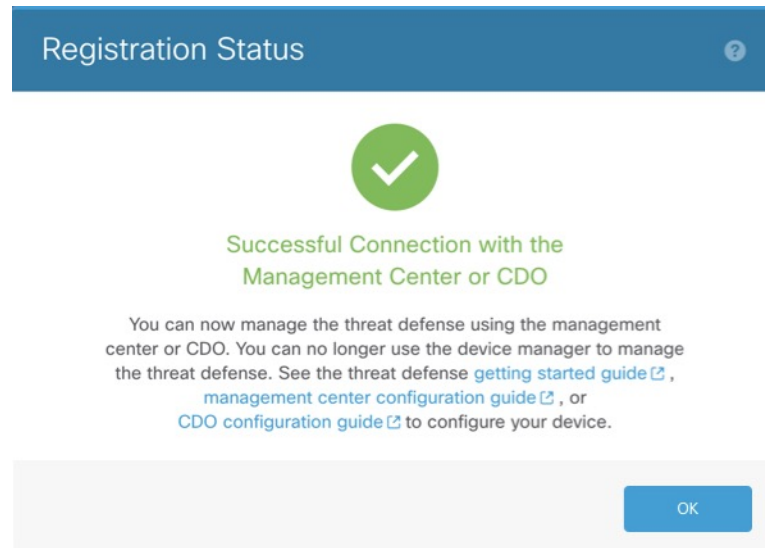 Registration Status
Successful Connection with the
Management Center or CDO
You can now manage the threat defense using the management
center or CDO. You can no longer use the device manager to manage
the threat defense. See the threat defense getting started guide ,
management center configuration guide , or
CDO configuration guide to configure your device.
OK